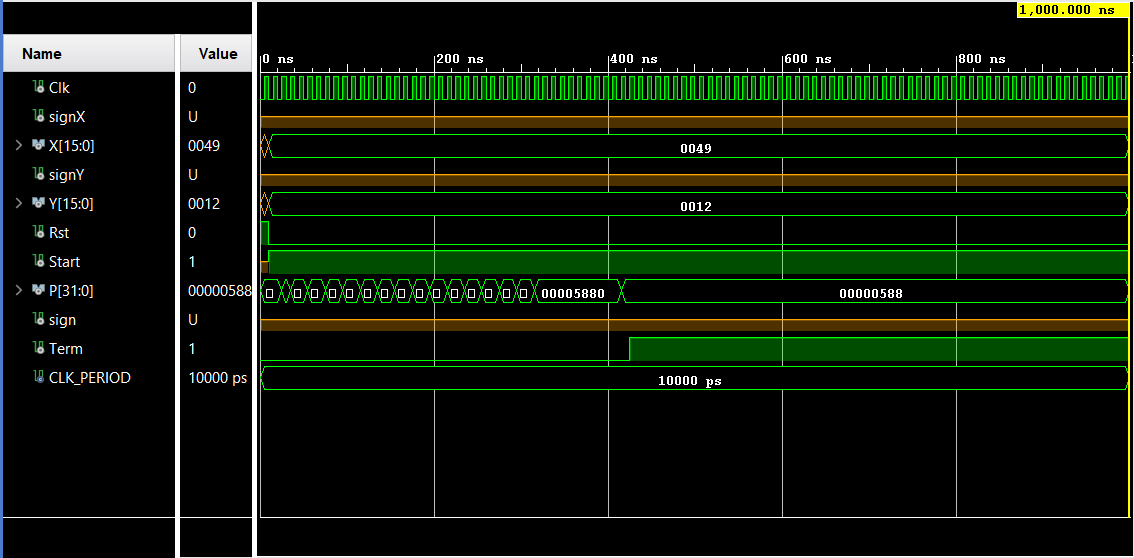 1,000.000 ns
Name Value
0 ns 200 ns 400 ns 600 ns 800 ns
Clk 0
signX U
X[15:0] 0049 0049
signY U
Y[15:0] 0012 0012
Rst 0
Start 1
P[31:0] 00000588 00005880 00000588
sign U
Term 1
CLK_PERIOD 10000 ps 10000 ps